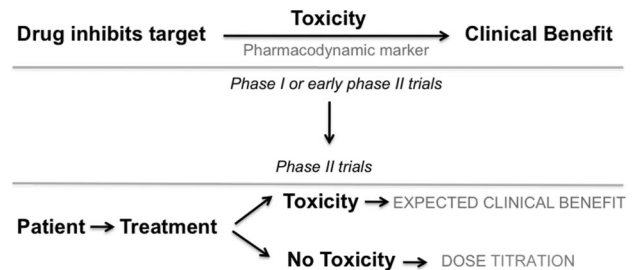 Toxicity
Drug inhibits target Clinical Benefit
Pharmacodynamic marker
Phase I or early phase II trials
Phase II trials
Toxicity EXPECTED CLINICAL BENEFIT
Patient Treatment
No Toxicity DOSE TITRATION